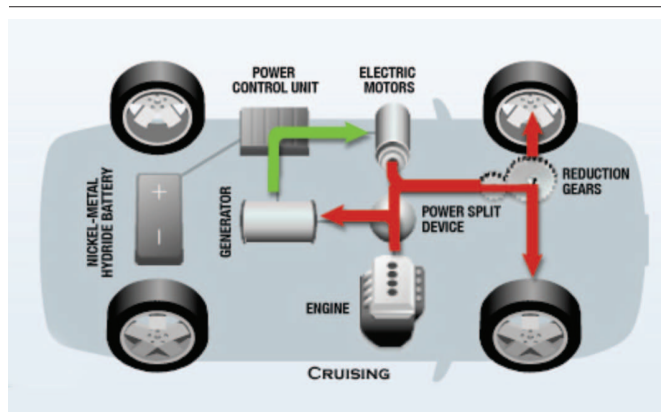 POWER
CONTROL UNIT
ELECTRIC
MOTORS
NICKEL-METAL
HYDRIDE BATTERY
+
–
GENERATOR
REDUCTION
GEARS
POWER SPLIT
DEVICE
ENGINE
CRUISING